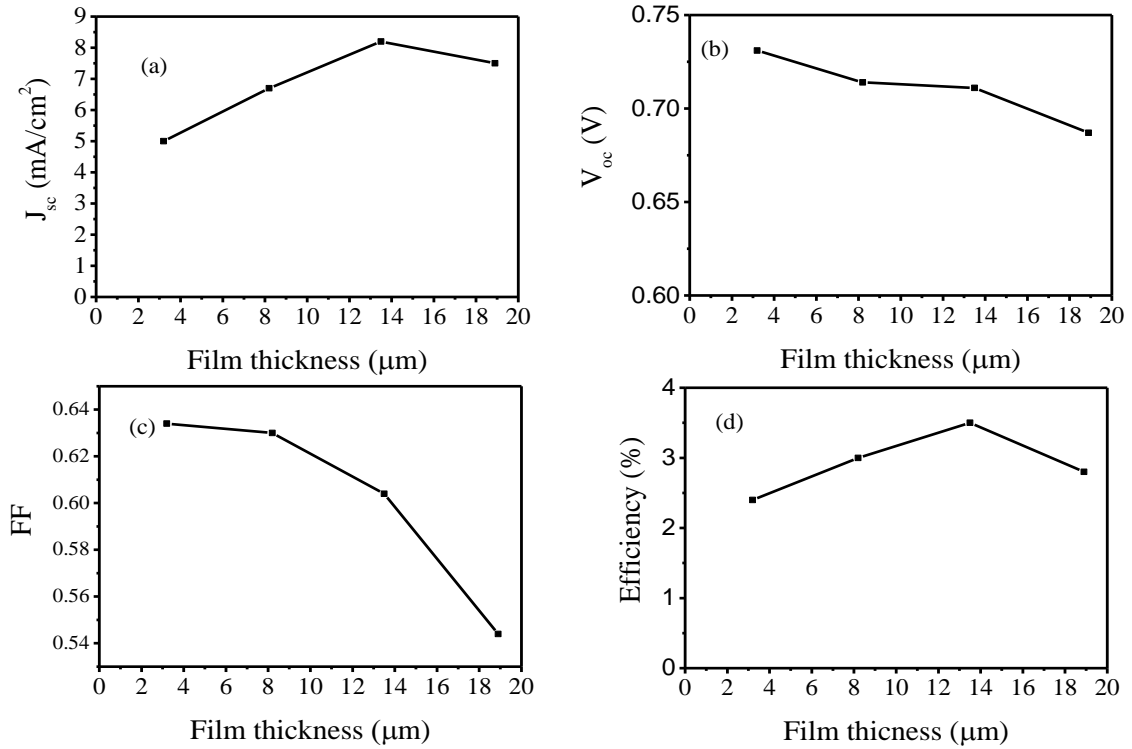 9
8
7
6
5
4
3
2
1
0
(a)
J_sc (mA/cm²)
0 2 4 6 8 10 12 14 16 18 20
Film thickness (μm)
0.75
0.70
0.65
0.60
(b)
V_oc (V)
0 2 4 6 8 10 12 14 16 18 20
Film thickness (μm)
0.64
0.62
0.60
0.58
0.56
0.54
(c)
FF
0 2 4 6 8 10 12 14 16 18 20
Film thickness (μm)
4
3
2
1
0
(d)
Efficiency (%)
0 2 4 6 8 10 12 14 16 18 20
Film thicness (μm)